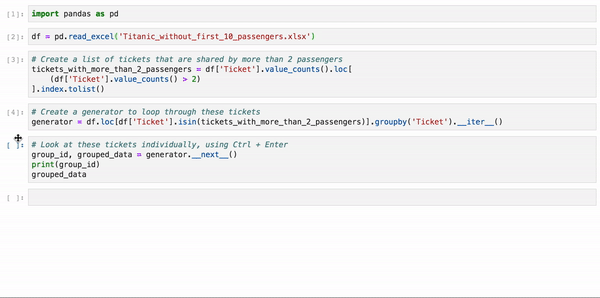 [1]: import pandas as pd
[2]: df = pd.read_excel('Titanic_without_first_10_passengers.xlsx')
[3]: # Create a list of tickets that are shared by more than 2 passengers
tickets_with_more_than_2_passengers = df['Ticket'].value_counts().loc[
(df['Ticket'].value_counts() > 2)
].index.tolist()
[4]: # Create a generator to loop through these tickets
generator = df.loc[df['Ticket'].isin(tickets_with_more_than_2_passengers)].groupby('Ticket').__iter__()
[ ]: # Look at these tickets individually, using Ctrl + Enter
group_id, grouped_data = generator.__next__()
print(group_id)
grouped_data
[ ]: